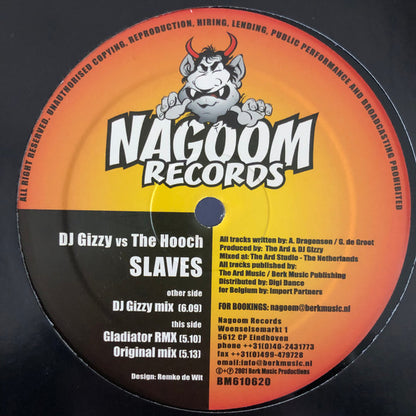 ALL RIGHT RESERVED. UNAUTHORISED COPYING, REPRODUCTION, HIRING, LENDING, PUBLIC PERFORMANCE AND BROADCASTING PROHIBITED
NAGOOM
RECORDS
DJ Gizzy vs The Hooch
SLAVES
other side
DJ Gizzy mix (6.09)
this side
Gladiator RMX (5.10)
Original mix (5.13)
Design: Remko de Wit
All tracks written by: A. Dragonsen / G. de Groot
Produced by: The Ard & DJ Gizzy
Mixed at: The Ard Studio - The Netherlands
All tracks published by:
The Ard Music / Berk Music Publishing
Distributed by: Digi Dance
for Belgium by: Import Partners
FOR BOOKINGS: nagoom@berkmusic.nl
Nagoom Records
Woenselsemarkt 1
5612 CP Eindhoven
phone ++31(0)40-2431773
fax ++31(0)499-479728
email:info@berkmusic.nl
©+℗ 2001 Berk Music Productions
BM610620